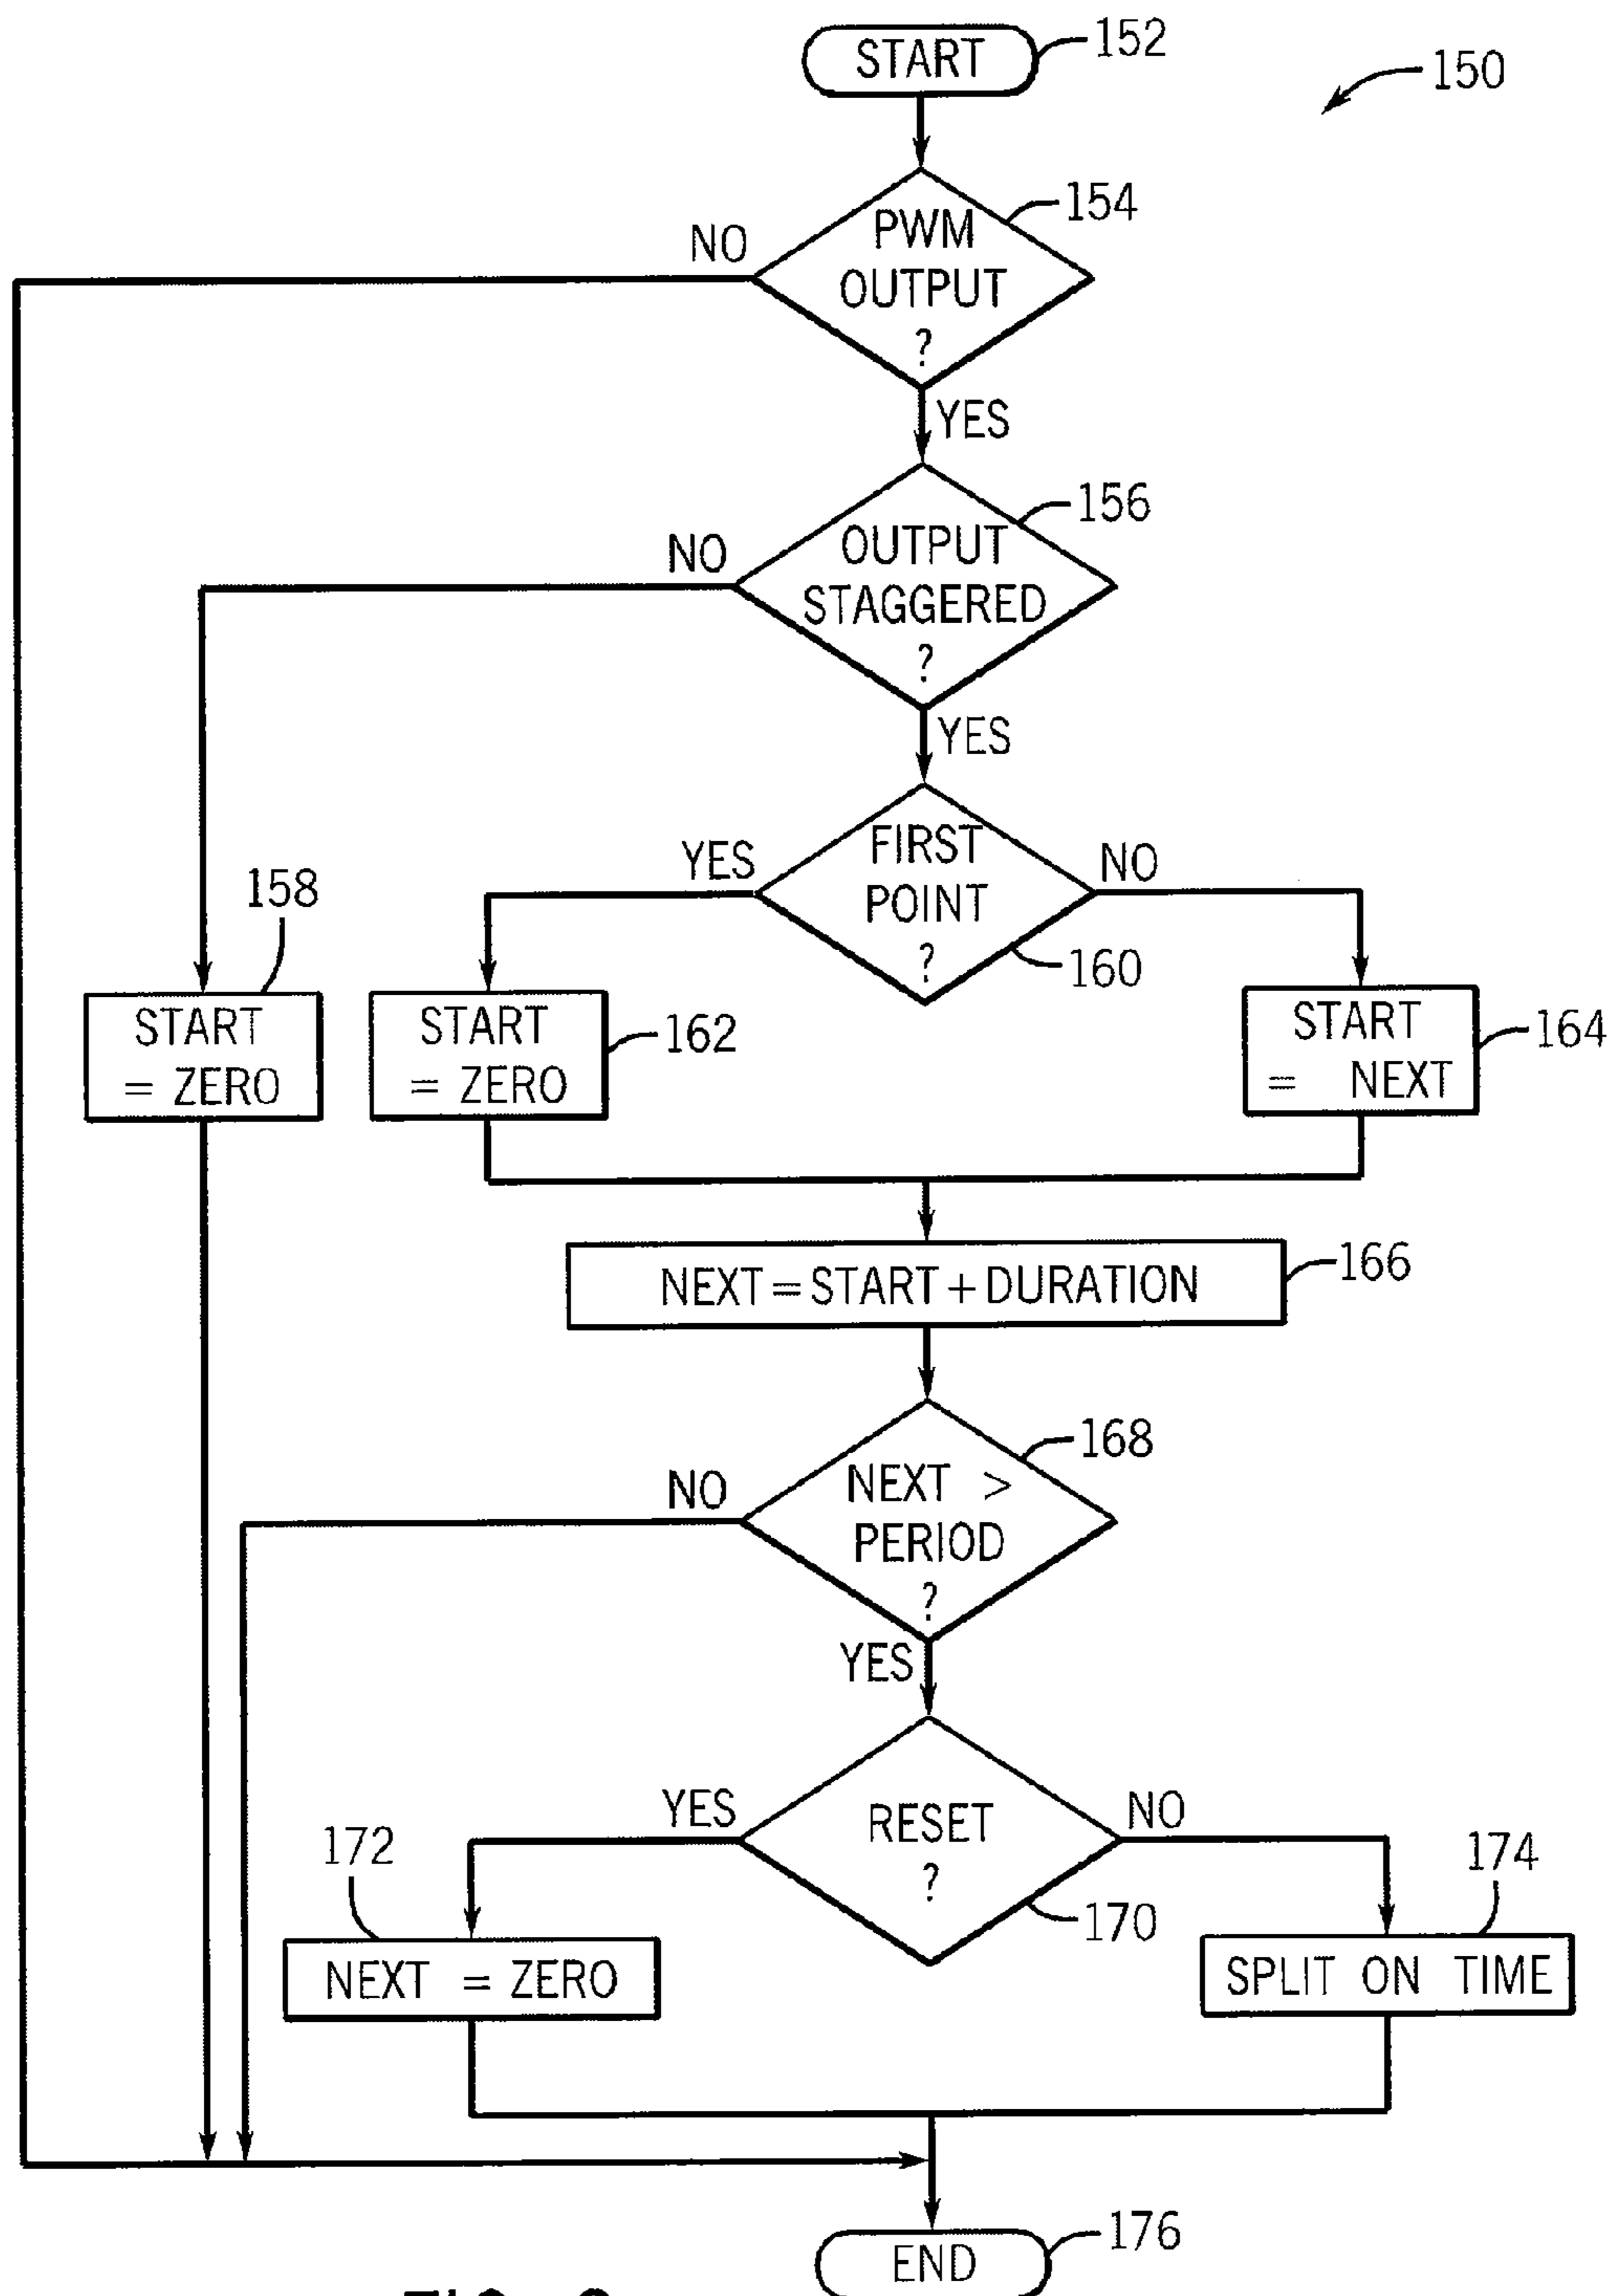 START
152
150
PWM
OUTPUT
?
154
NO
YES
OUTPUT
STAGGERED
?
156
NO
YES
FIRST
POINT
?
160
YES
NO
158
START
= ZERO
START
= ZERO
162
START
= NEXT
164
NEXT = START + DURATION
166
NEXT >
PERIOD
?
168
NO
YES
RESET
?
170
YES
NO
172
NEXT = ZERO
174
SPLIT ON TIME
END
176